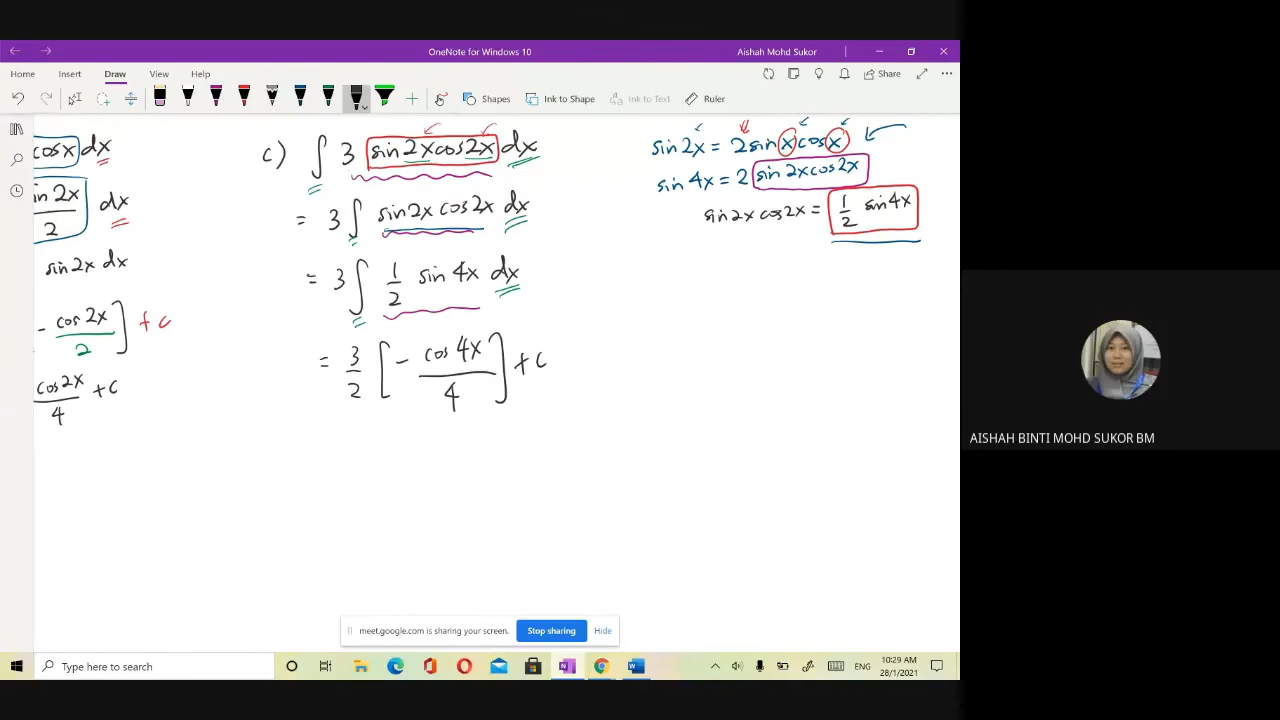 OneNote for Windows 10
Aishah Mohd Sukor
Home Insert Draw View Help
Share
Shapes Ink to Shape Ink to Text Ruler
cosx dx
sin 2x / 2 dx
sin 2x dx
- cos 2x / 2 ] + c
cos2x / 4 + c
c) ∫ 3 sin 2x cos 2x dx
= 3 ∫ sin2x cos 2x dx
= 3 ∫ 1/2 sin 4x dx
= 3/2 [ - cos 4x / 4 ] + c
sin 2x = 2 sin x cos x
sin 4x = 2 sin 2x cos 2x
sin 2x cos 2x = 1/2 sin 4x
meet.google.com is sharing your screen. Stop sharing Hide
Type here to search
ENG
10:29 AM
28/1/2021
AISHAH BINTI MOHD SUKOR BM